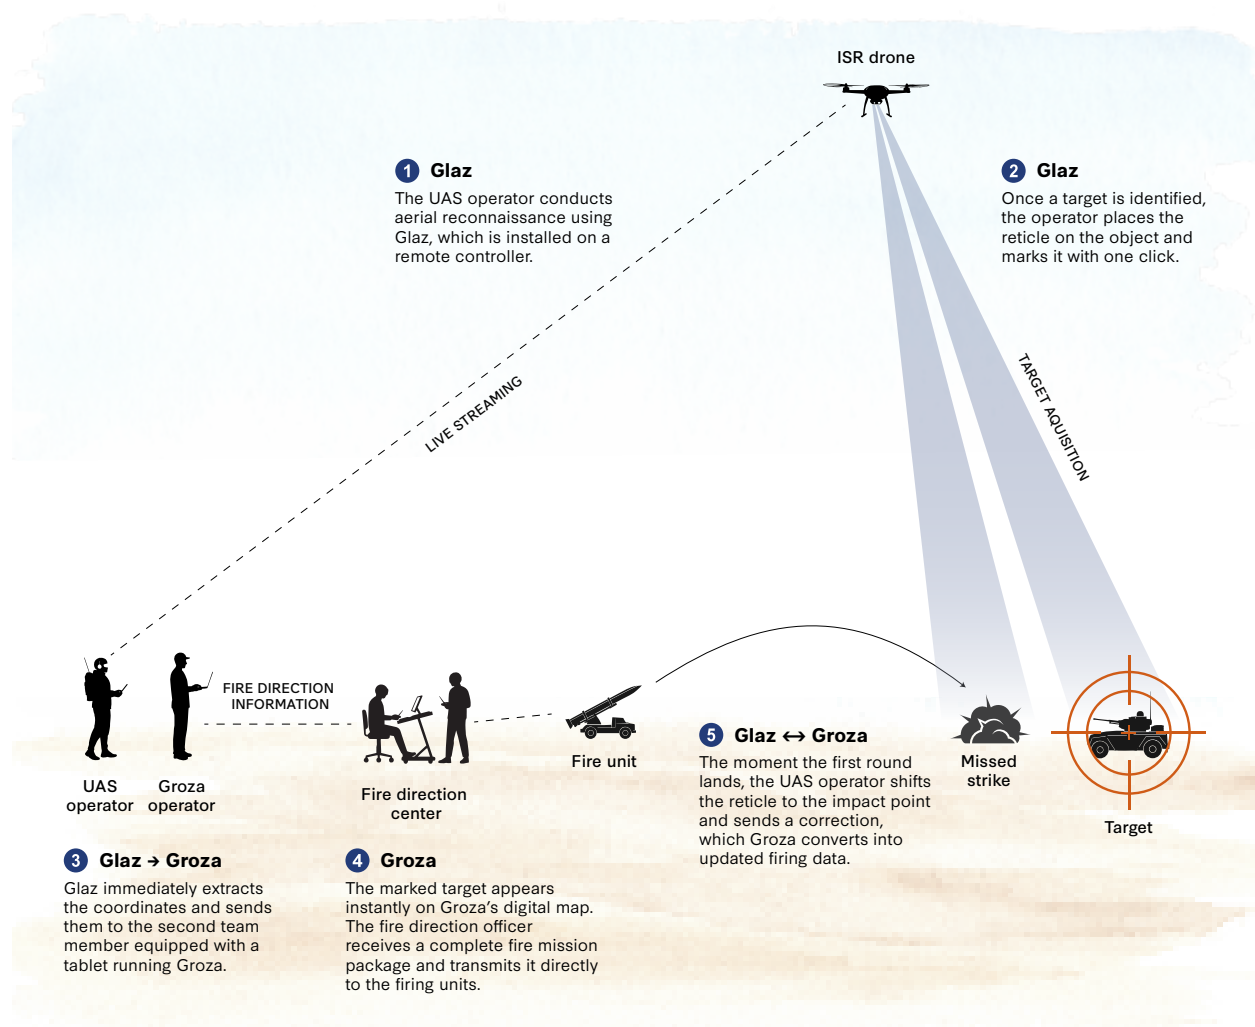 ISR drone
1 Glaz
The UAS operator conducts
aerial reconnaissance using
Glaz, which is installed on a
remote controller.
2 Glaz
Once a target is identified,
the operator places the
reticle on the object and
marks it with one click.
LIVE STREAMING
TARGET AQUISITION
FIRE DIRECTION
INFORMATION
UAS
operator
Groza
operator
Fire direction
center
Fire unit
Missed
strike
Target
3 Glaz → Groza
Glaz immediately extracts
the coordinates and sends
them to the second team
member equipped with a
tablet running Groza.
4 Groza
The marked target appears
instantly on Groza’s digital map.
The fire direction officer
receives a complete fire mission
package and transmits it directly
to the firing units.
5 Glaz ↔ Groza
The moment the first round
lands, the UAS operator shifts
the reticle to the impact point
and sends a correction,
which Groza converts into
updated firing data.